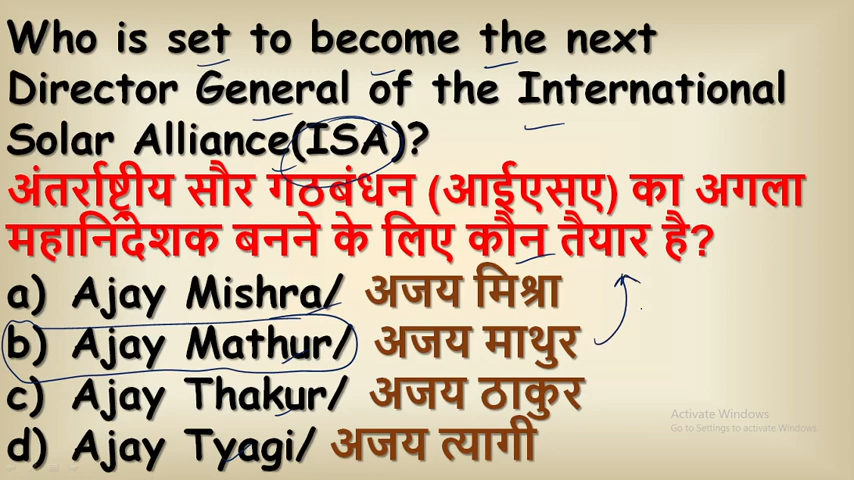 Who is set to become the next
Director General of the International
Solar Alliance(ISA)?
अंतर्राष्ट्रीय सौर गठबंधन (आईएसए) का अगला
महानिदेशक बनने के लिए कौन तैयार है?
a) Ajay Mishra/ अजय मिश्रा
b) Ajay Mathur/ अजय माथुर
c) Ajay Thakur/ अजय ठाकुर
d) Ajay Tyagi/ अजय त्यागी
Activate Windows
Go to Settings to activate Windows.